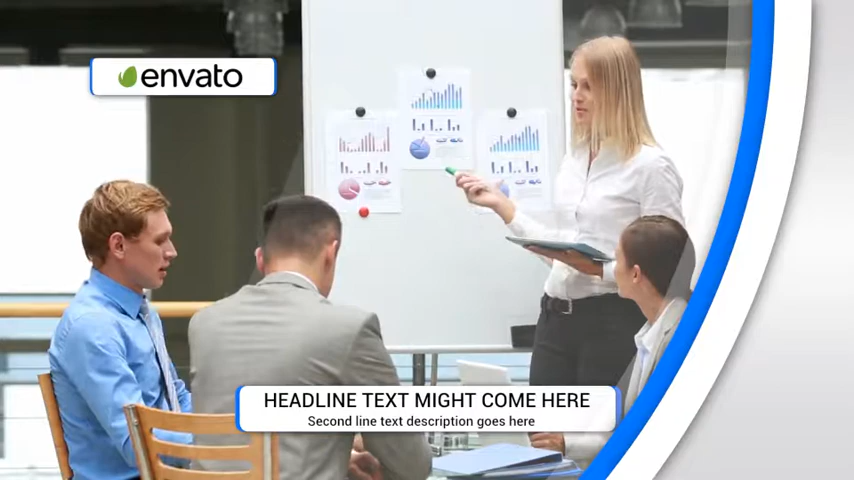 envato
HEADLINE TEXT MIGHT COME HERE
Second line text description goes here